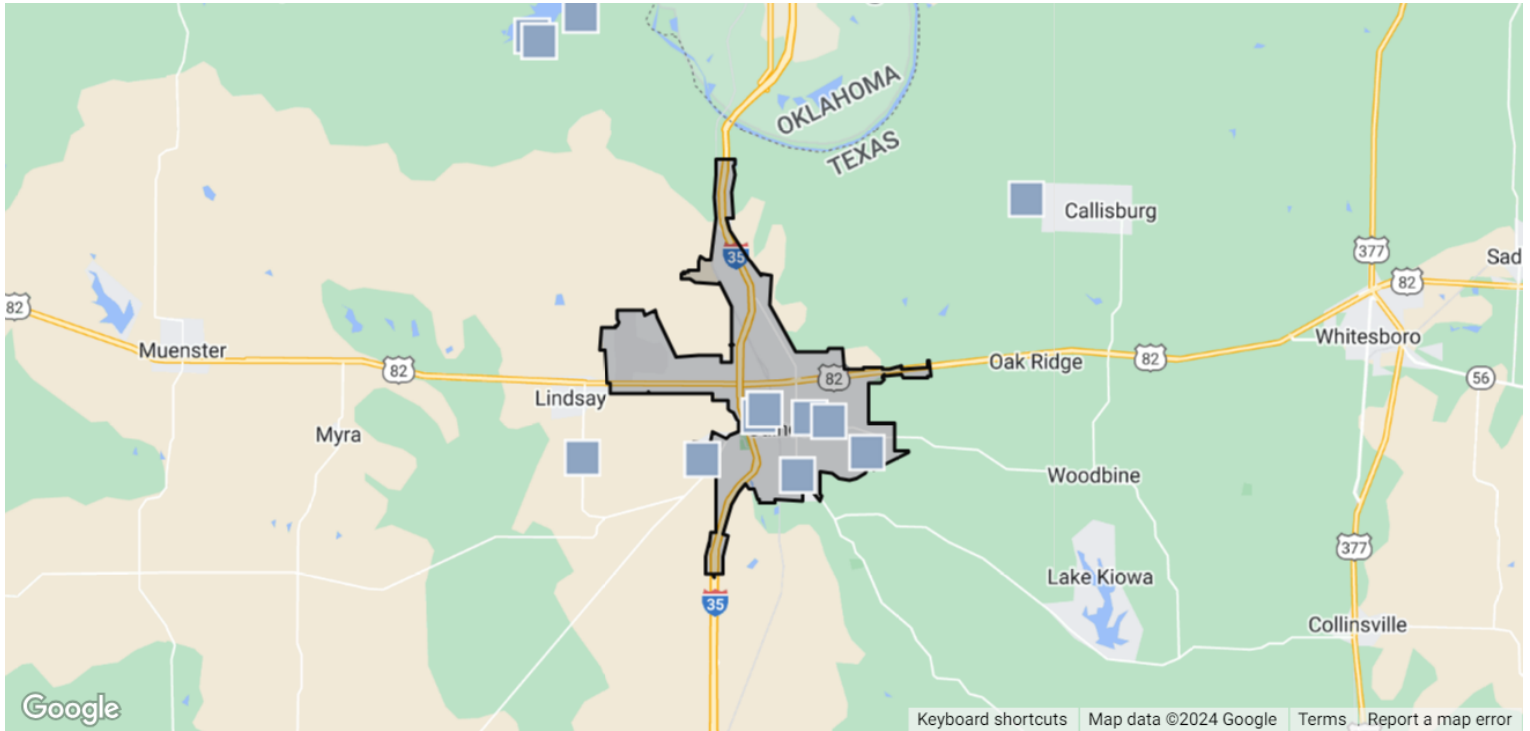 OKLAHOMA
TEXAS
35
Callisburg
377
Sad
82
82
Whitesboro
Muenster
82
82
Oak Ridge
82
56
Lindsay
Myra
Woodbine
377
Lake Kiowa
35
Collinsville
Google
Keyboard shortcuts
Map data ©2024 Google
Terms
Report a map error